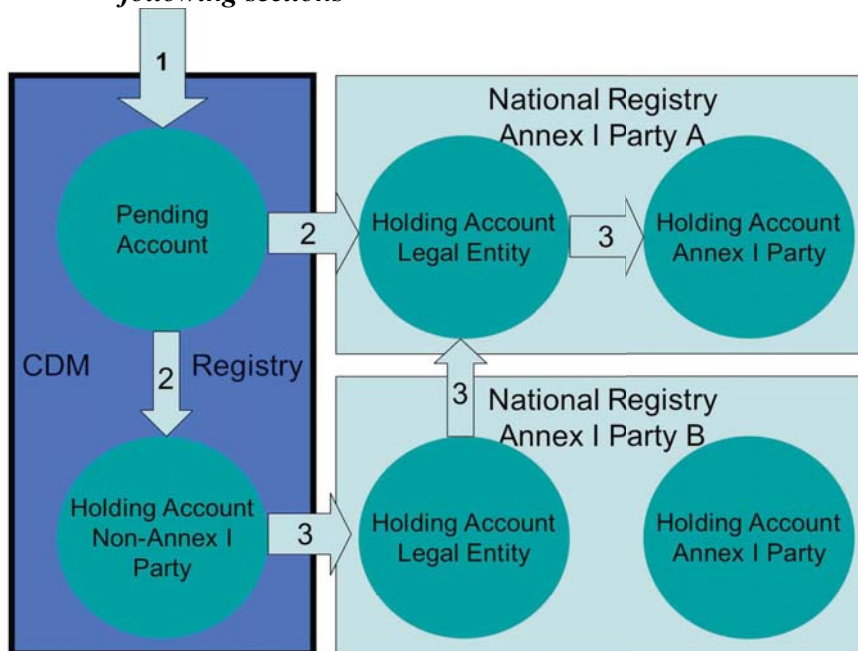 following sections
1
National Registry
Annex I Party A
Pending
Account
2
Holding Account
Legal Entity
3
Holding Account
Annex I Party
CDM
2
Registry
3
National Registry
Annex I Party B
Holding Account
Non-Annex I
Party
3
Holding Account
Legal Entity
Holding Account
Annex I Party